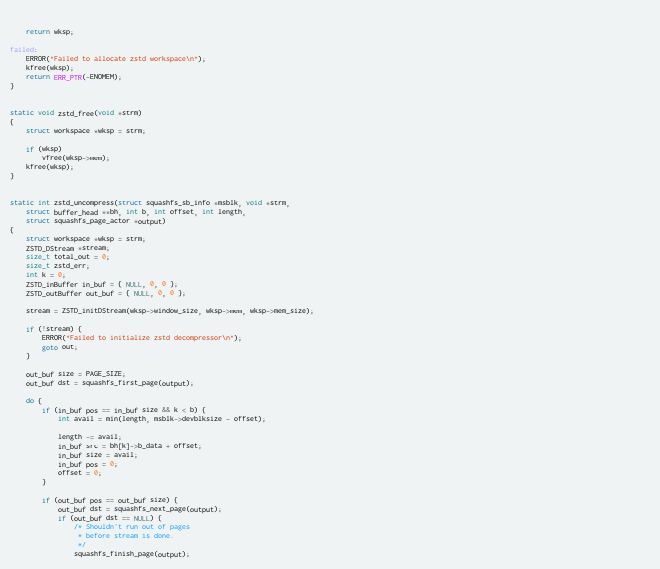 return wksp;
failed:
ERROR("Failed to allocate zstd workspace\n");
kfree(wksp);
return ERR_PTR(-ENOMEM);
}
static void zstd_free(void *strm)
{
struct workspace *wksp = strm;
if (wksp)
vfree(wksp->mem);
kfree(wksp);
}
static int zstd_uncompress(struct squashfs_sb_info *msblk, void *strm,
struct buffer_head **bh, int b, int offset, int length,
struct squashfs_page_actor *output)
{
struct workspace *wksp = strm;
ZSTD_DStream *stream;
size_t total_out = 0;
size_t zstd_err;
int k = 0;
ZSTD_inBuffer in_buf = { NULL, 0, 0 };
ZSTD_outBuffer out_buf = { NULL, 0, 0 };
stream = ZSTD_initDStream(wksp->window_size, wksp->mem, wksp->mem_size);
if (!stream) {
ERROR("Failed to initialize zstd decompressor\n");
goto out;
}
out_buf size = PAGE_SIZE;
out_buf dst = squashfs_first_page(output);
do {
if (in_buf pos == in_buf size && k < b) {
int avail = min(length, msblk->devblksize - offset);
length -= avail;
in_buf src = bh[k]->b_data + offset;
in_buf size = avail;
in_buf pos = 0;
offset = 0;
}
if (out_buf pos == out_buf size) {
out_buf dst = squashfs_next_page(output);
if (out_buf dst == NULL) {
/* Shouldn't run out of pages
* before stream is done.
*/
squashfs_finish_page(output);